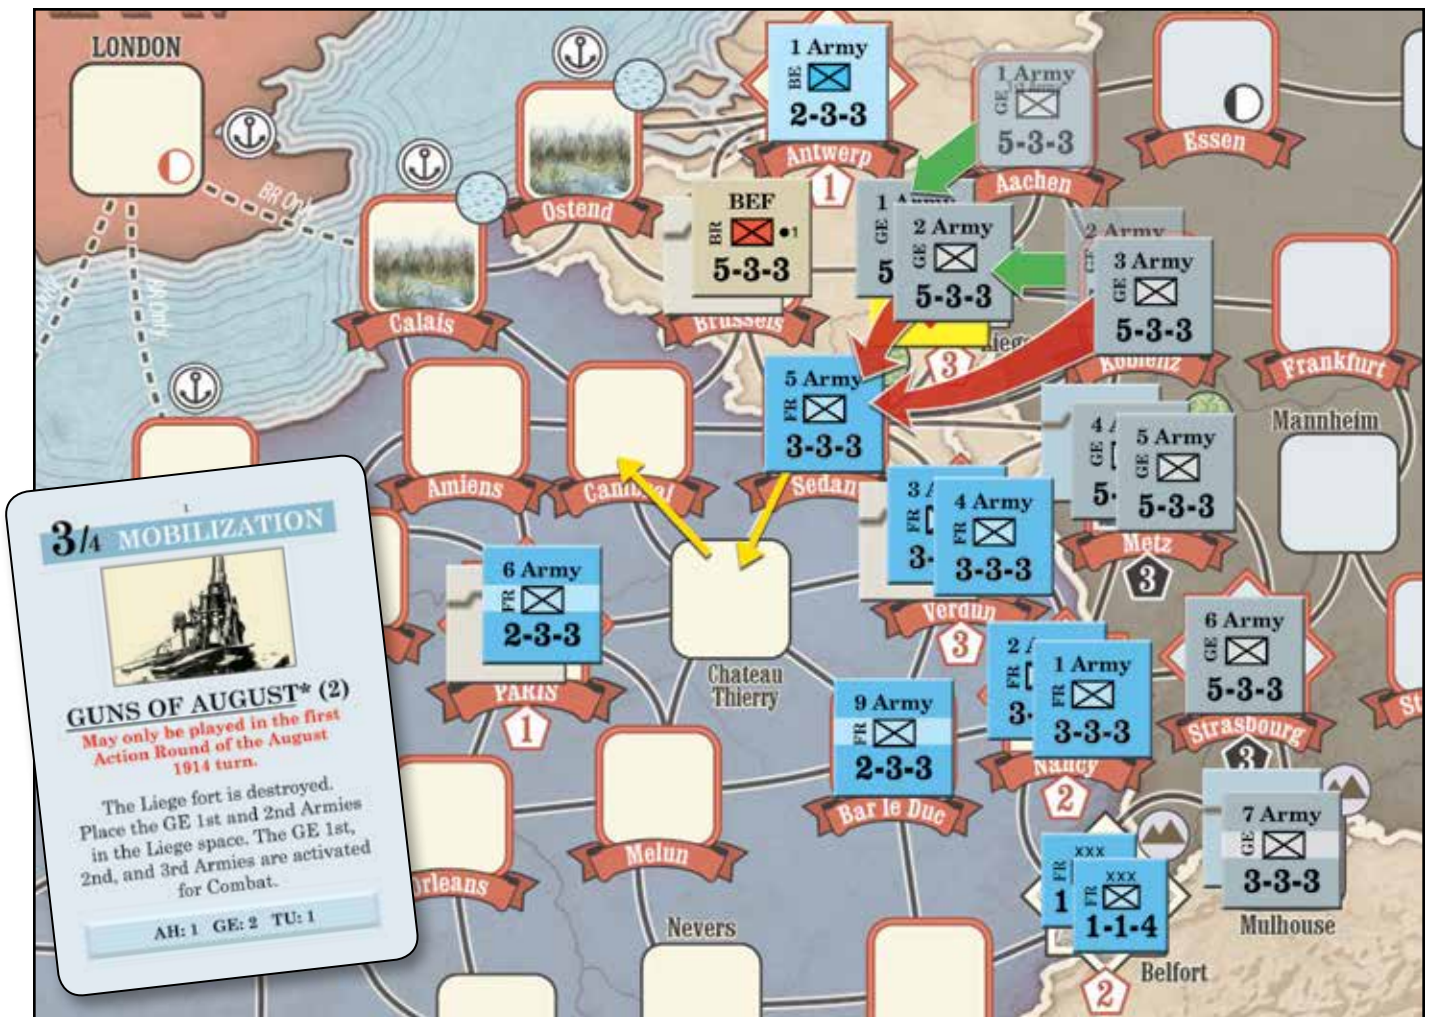 LONDON
BR Only
BR Only
Ostend
Calais
1 Army
BE
2-3-3
Antwerp
1
1 Army
GE
5-3-3
Aachen
Essen
BEF
BR
1
5-3-3
Brussels
1 Army
GE
5
2 Army
GE
5-3-3
3
2 Army
GE
3 Army
GE
5-3-3
Koblenz
Frankfurt
Mannheim
5 Army
FR
3-3-3
Sedan
Amiens
Cambrai
4 A
GE
5-
5 Army
GE
5-3-3
Metz
3
3 A
FR
3-
4 Army
FR
3-3-3
Verdun
3
6 Army
FR
2-3-3
PARIS
1
Chateau
Thierry
6 Army
GE
5-3-3
Strasbourg
3
St
2 A
FR
3-
1 Army
FR
3-3-3
Nancy
2
9 Army
FR
2-3-3
Bar le Duc
Melun
Orleans
Nevers
7 Army
GE
3-3-3
Mulhouse
XXX
FR
1
XXX
FR
1-1-4
Belfort
2
1
3/4 MOBILIZATION
GUNS OF AUGUST* (2)
May only be played in the first
Action Round of the August
1914 turn.
The Liege fort is destroyed.
Place the GE 1st and 2nd Armies
in the Liege space. The GE 1st,
2nd, and 3rd Armies are activated
for Combat.
AH: 1 GE: 2 TU: 1